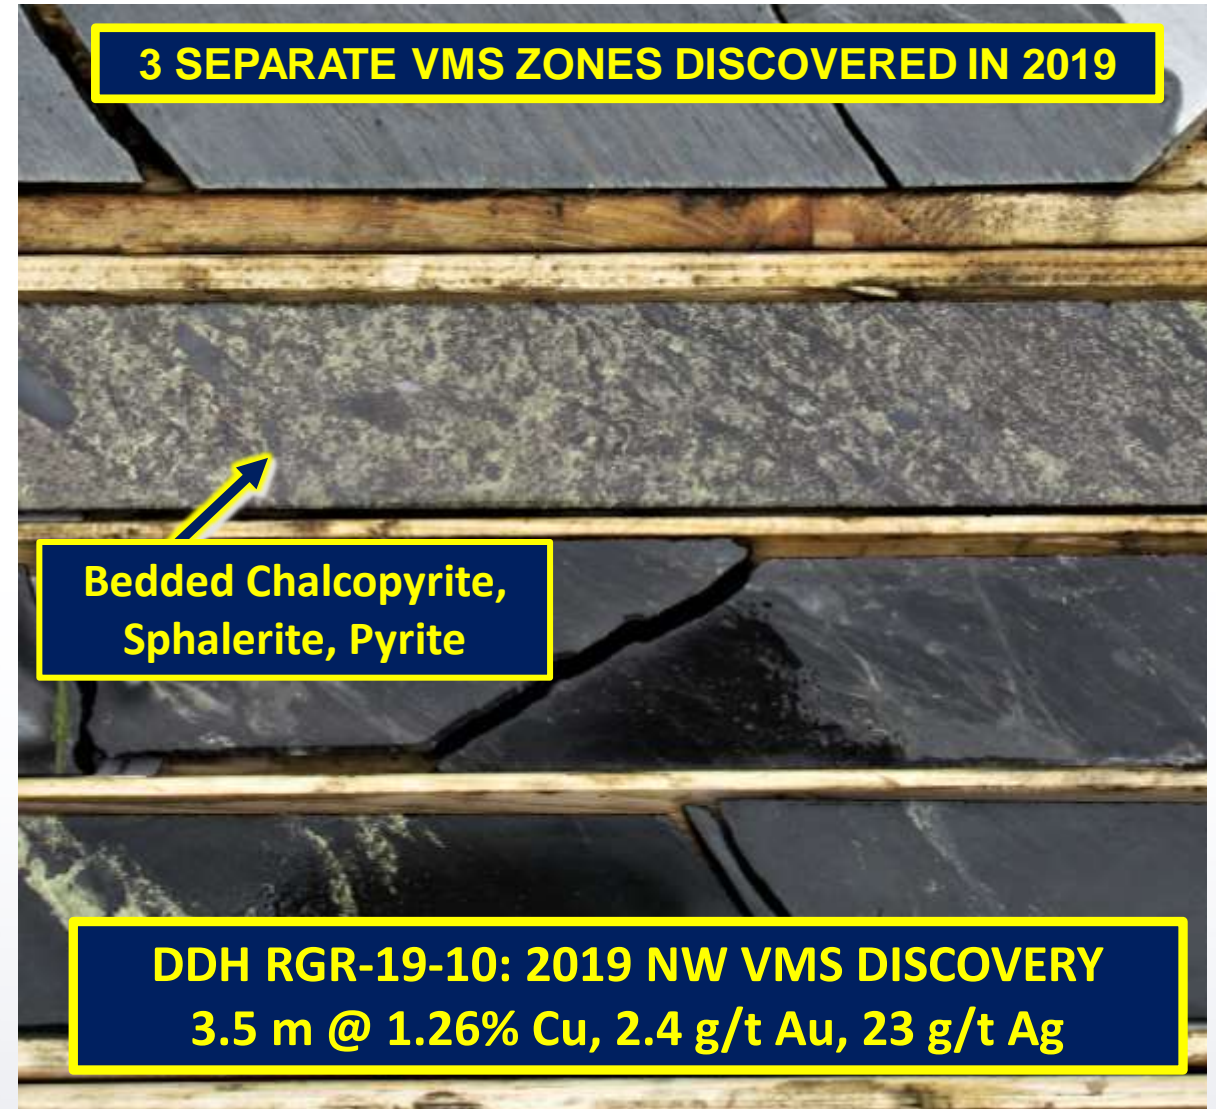 3 SEPARATE VMS ZONES DISCOVERED IN 2019
Bedded Chalcopyrite,
Sphalerite, Pyrite
DDH RGR-19-10: 2019 NW VMS DISCOVERY
3.5 m @ 1.26% Cu, 2.4 g/t Au, 23 g/t Ag